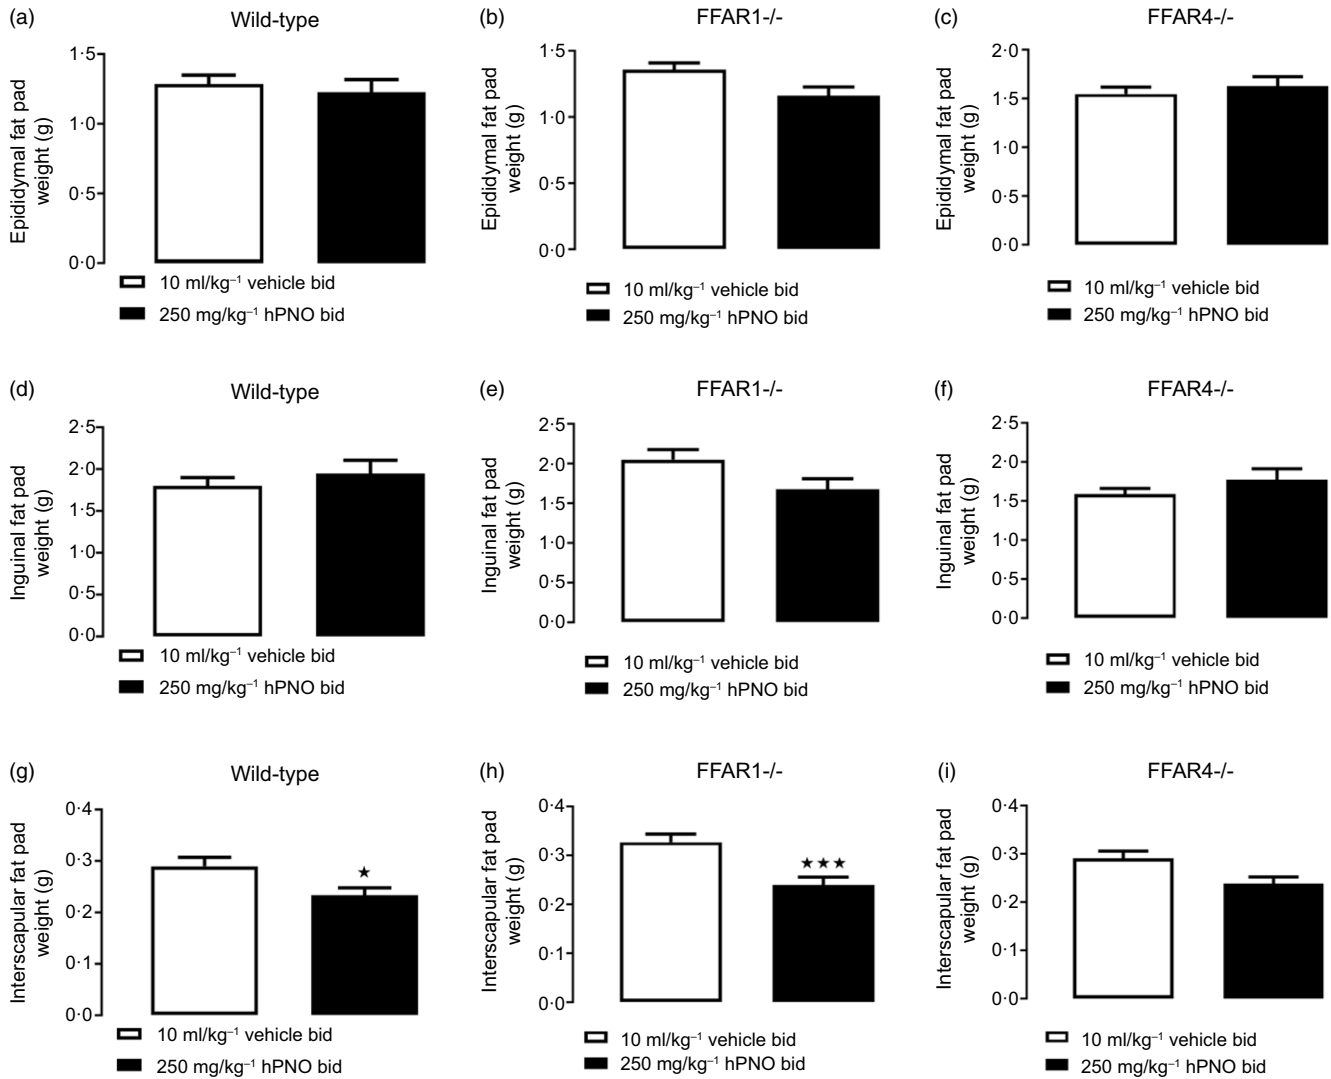 (a)
Wild-type
Epididymal fat pad
weight (g)
1·5
1·0
0·5
0·0
10 ml/kg⁻¹ vehicle bid
250 mg/kg⁻¹ hPNO bid
(b)
FFAR1-/-
Epididymal fat pad
weight (g)
1·5
1·0
0·5
0·0
10 ml/kg⁻¹ vehicle bid
250 mg/kg⁻¹ hPNO bid
(c)
FFAR4-/-
Epididymal fat pad
weight (g)
2·0
1·5
1·0
0·5
0·0
10 ml/kg⁻¹ vehicle bid
250 mg/kg⁻¹ hPNO bid
(d)
Wild-type
Inguinal fat pad
weight (g)
2·5
2·0
1·5
1·0
0·5
0·0
10 ml/kg⁻¹ vehicle bid
250 mg/kg⁻¹ hPNO bid
(e)
FFAR1-/-
Inguinal fat pad
weight (g)
2·5
2·0
1·5
1·0
0·5
0·0
10 ml/kg⁻¹ vehicle bid
250 mg/kg⁻¹ hPNO bid
(f)
FFAR4-/-
Inguinal fat pad
weight (g)
2·5
2·0
1·5
1·0
0·5
0·0
10 ml/kg⁻¹ vehicle bid
250 mg/kg⁻¹ hPNO bid
(g)
Wild-type
Interscapular fat pad
weight (g)
0·4
0·3
0·2
0·1
0·0
★
10 ml/kg⁻¹ vehicle bid
250 mg/kg⁻¹ hPNO bid
(h)
FFAR1-/-
Interscapular fat pad
weight (g)
0·4
0·3
0·2
0·1
0·0
★★★
10 ml/kg⁻¹ vehicle bid
250 mg/kg⁻¹ hPNO bid
(i)
FFAR4-/-
Interscapular fat pad
weight (g)
0·4
0·3
0·2
0·1
0·0
10 ml/kg⁻¹ vehicle bid
250 mg/kg⁻¹ hPNO bid